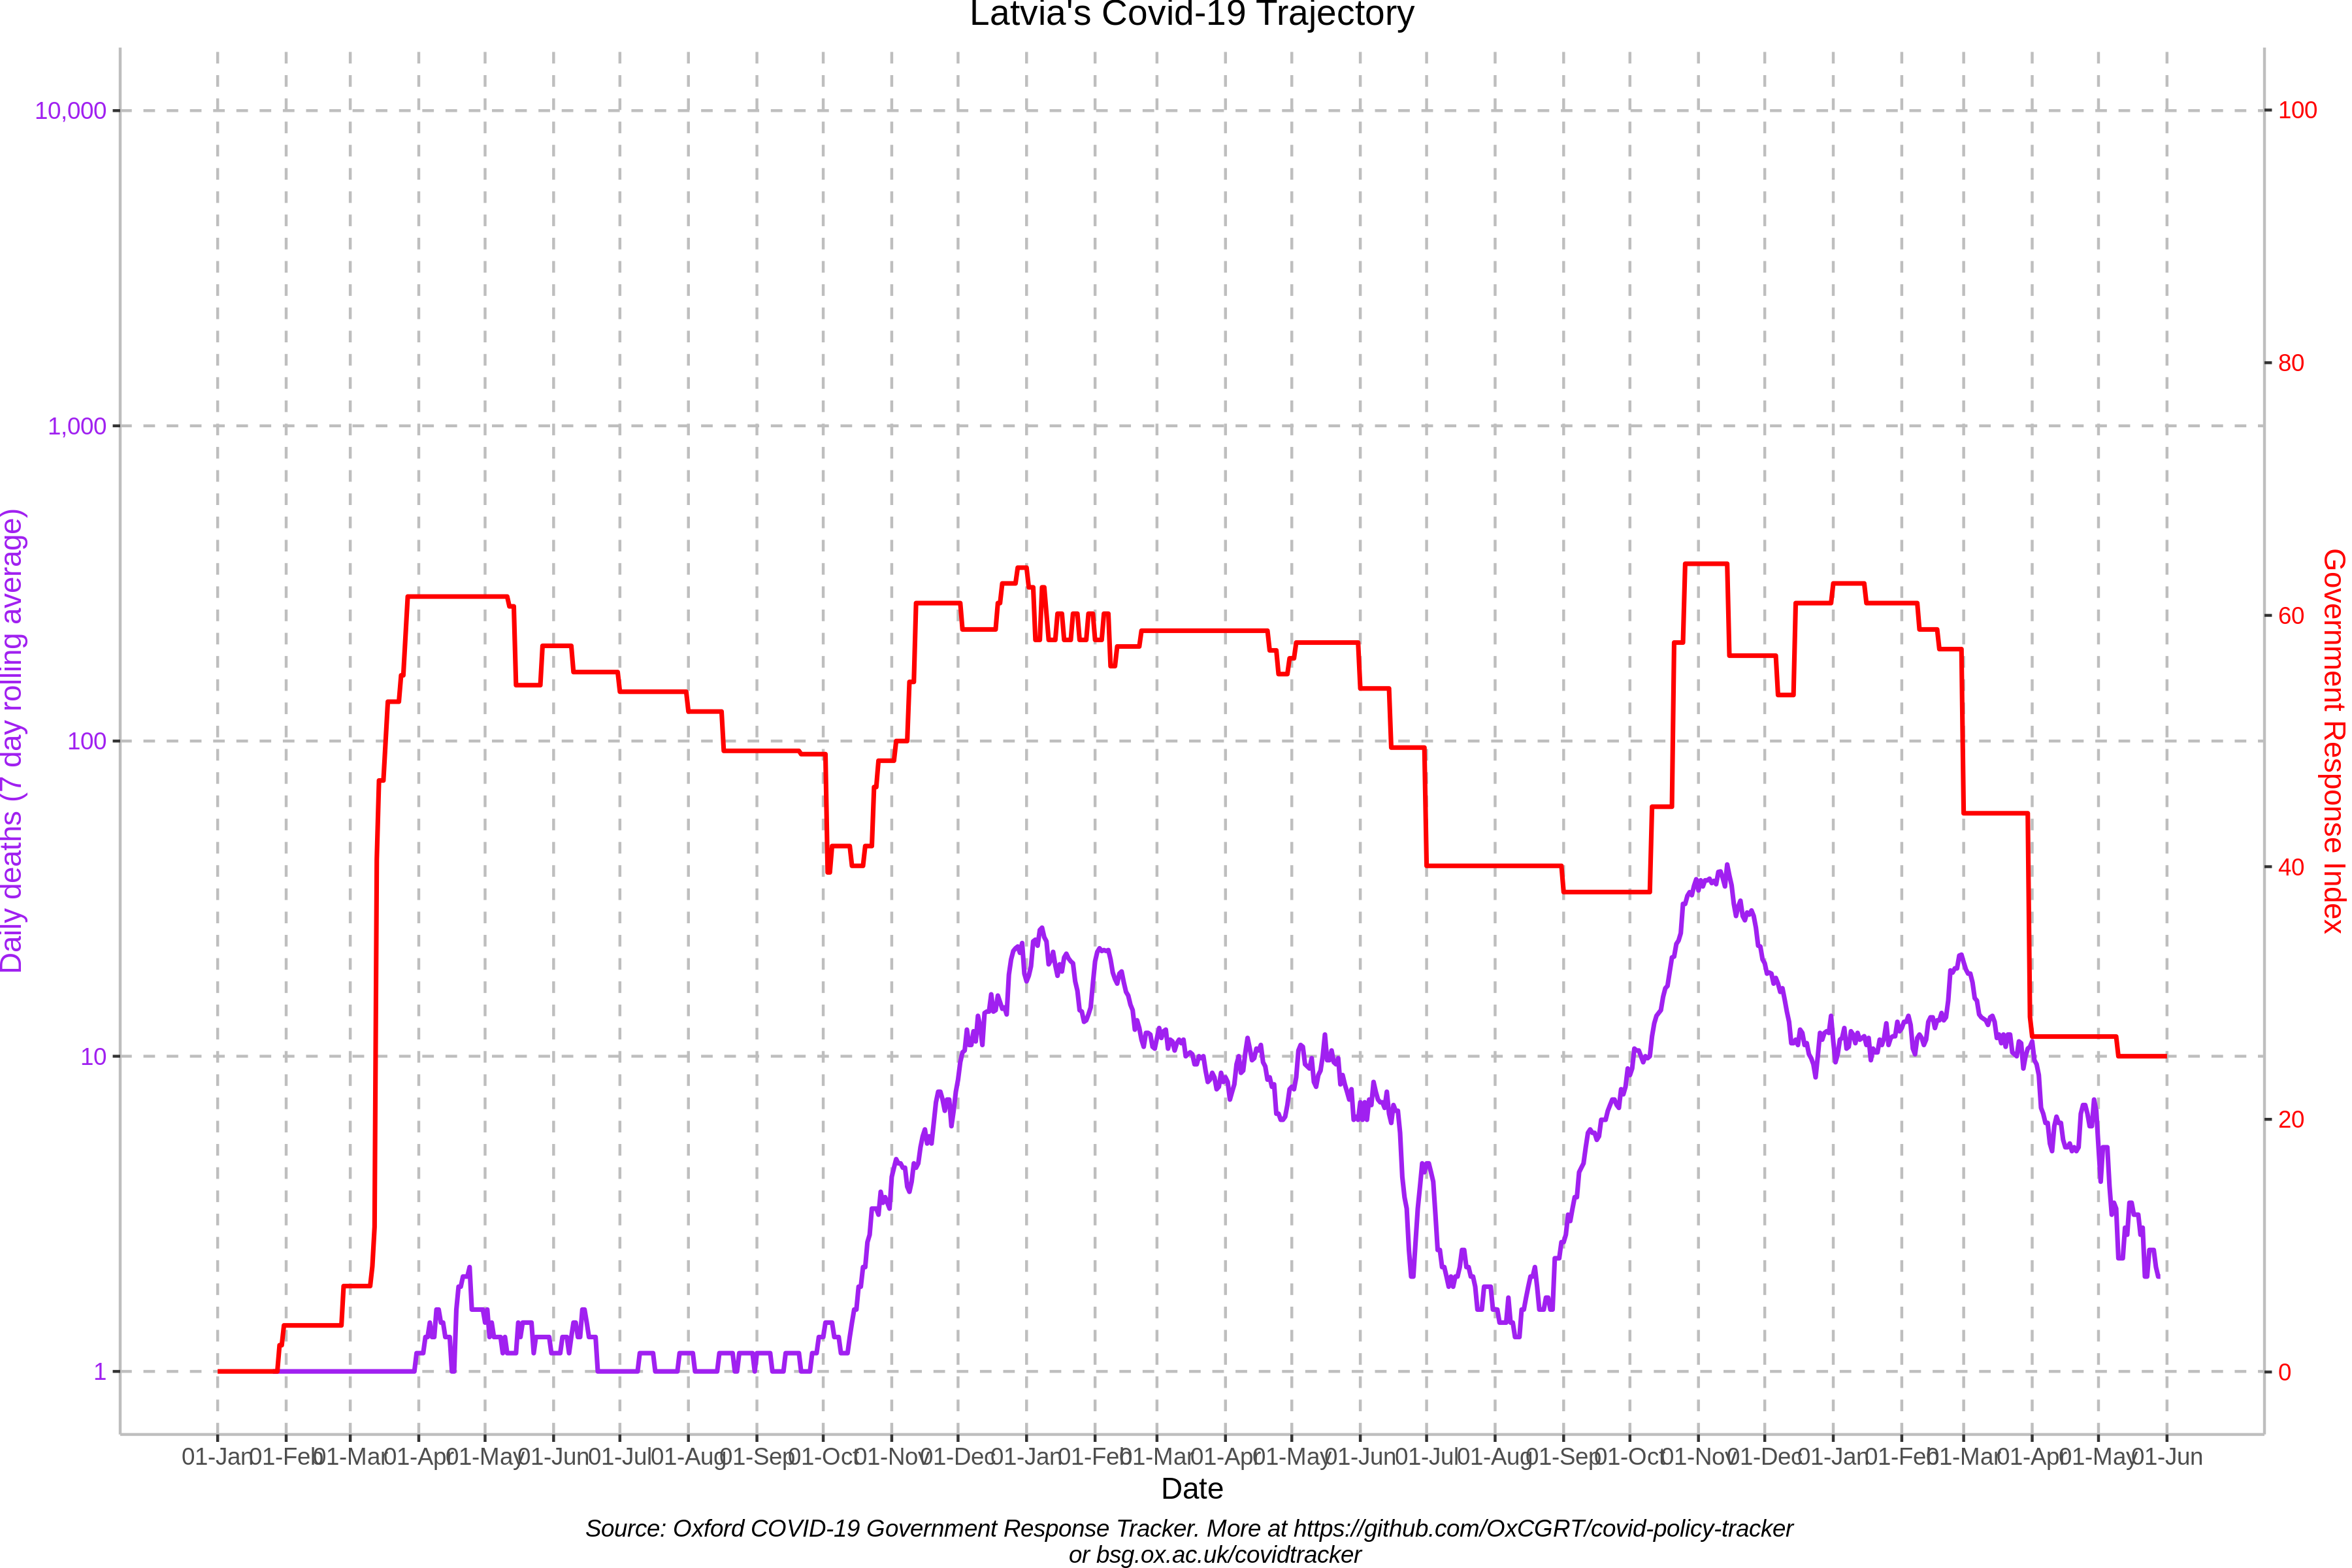 Latvia's Covid-19 Trajectory
10,000
1,000
100
10
1
Daily deaths (7 day rolling average)
100
80
60
40
20
0
Government Response Index
01-Jan 01-Feb 01-Mar 01-Apr 01-May 01-Jun 01-Jul 01-Aug 01-Sep 01-Oct 01-Nov 01-Dec 01-Jan 01-Feb 01-Mar 01-Apr 01-May 01-Jun 01-Jul 01-Aug 01-Sep 01-Oct 01-Nov 01-Dec 01-Jan 01-Feb 01-Mar 01-Apr 01-May 01-Jun
Date
Source: Oxford COVID-19 Government Response Tracker. More at https://github.com/OxCGRT/covid-policy-tracker
or bsg.ox.ac.uk/covidtracker